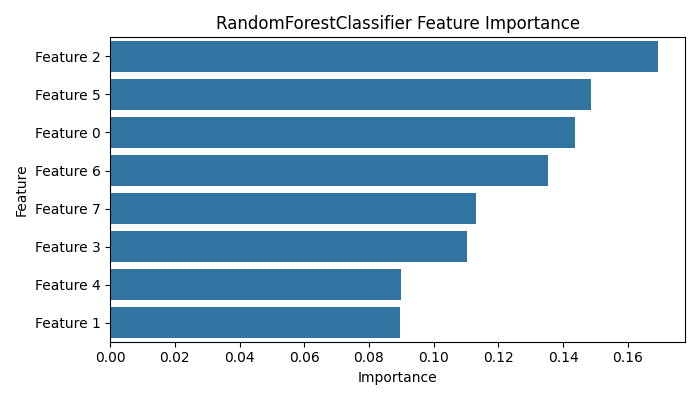 RandomForestClassifier Feature Importance
Feature 2
Feature 5
Feature 0
Feature 6
Feature 7
Feature 3
Feature 4
Feature 1
Feature
0.00 0.02 0.04 0.06 0.08 0.10 0.12 0.14 0.16
Importance